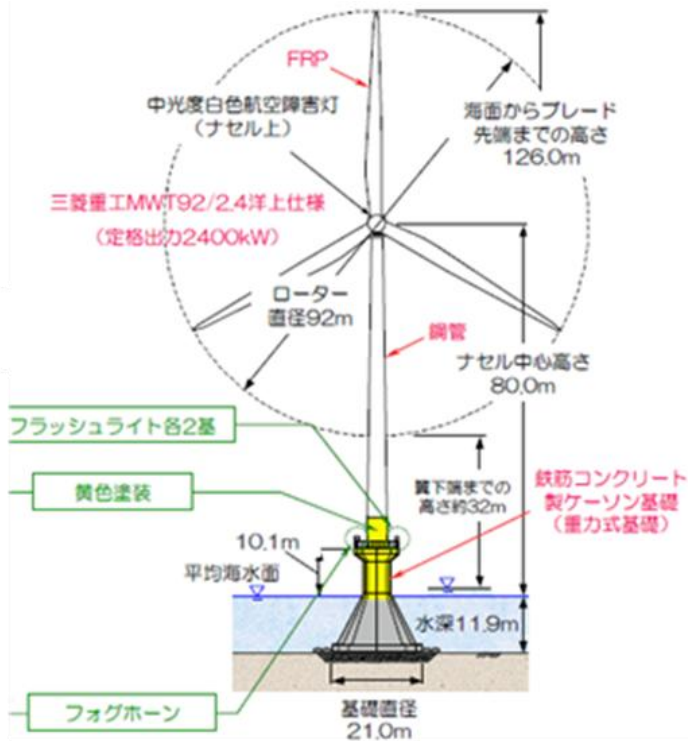 FRP
中光度白色航空障害灯
（ナセル上）
海面からブレード
先端までの高さ
126.0m
三菱重工MWT92/2.4洋上仕様
（定格出力2400kW）
ローター
直径92m
鋼管
ナセル中心高さ
80.0m
フラッシュライト各2基
黄色塗装
翼下端までの
高さ約32m
鉄筋コンクリート
製ケーソン基礎
（重力式基礎）
10.1m
平均海水面
水深11.9m
フォグホーン
基礎直径
21.0m